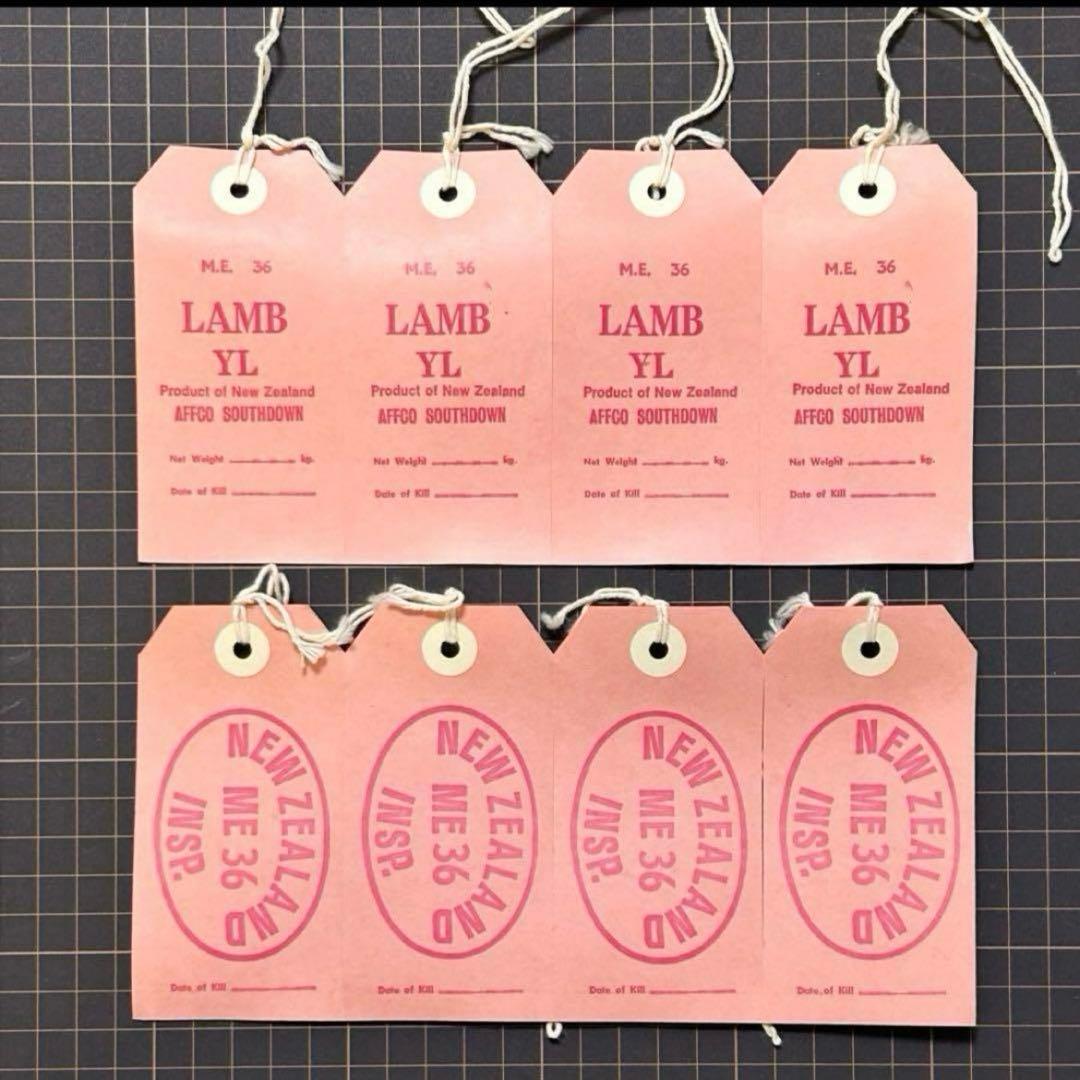 M.E. 36
LAMB
YL
Product of New Zealand
AFFCO SOUTHDOWN
Net Weight kg.
Date of Kill
M.E. 36
LAMB
YL
Product of New Zealand
AFFCO SOUTHDOWN
Net Weight kg.
Date of Kill
M.E. 36
LAMB
YL
Product of New Zealand
AFFCO SOUTHDOWN
Net Weight kg.
Date of Kill
M.E. 36
LAMB
YL
Product of New Zealand
AFFCO SOUTHDOWN
Net Weight kg.
Date of Kill
NEW ZEALAND
ME 36
INSP.
Date of Kill
NEW ZEALAND
ME 36
INSP.
Date of Kill
NEW ZEALAND
ME 36
INSP.
Date of Kill
NEW ZEALAND
ME 36
INSP.
Date of Kill